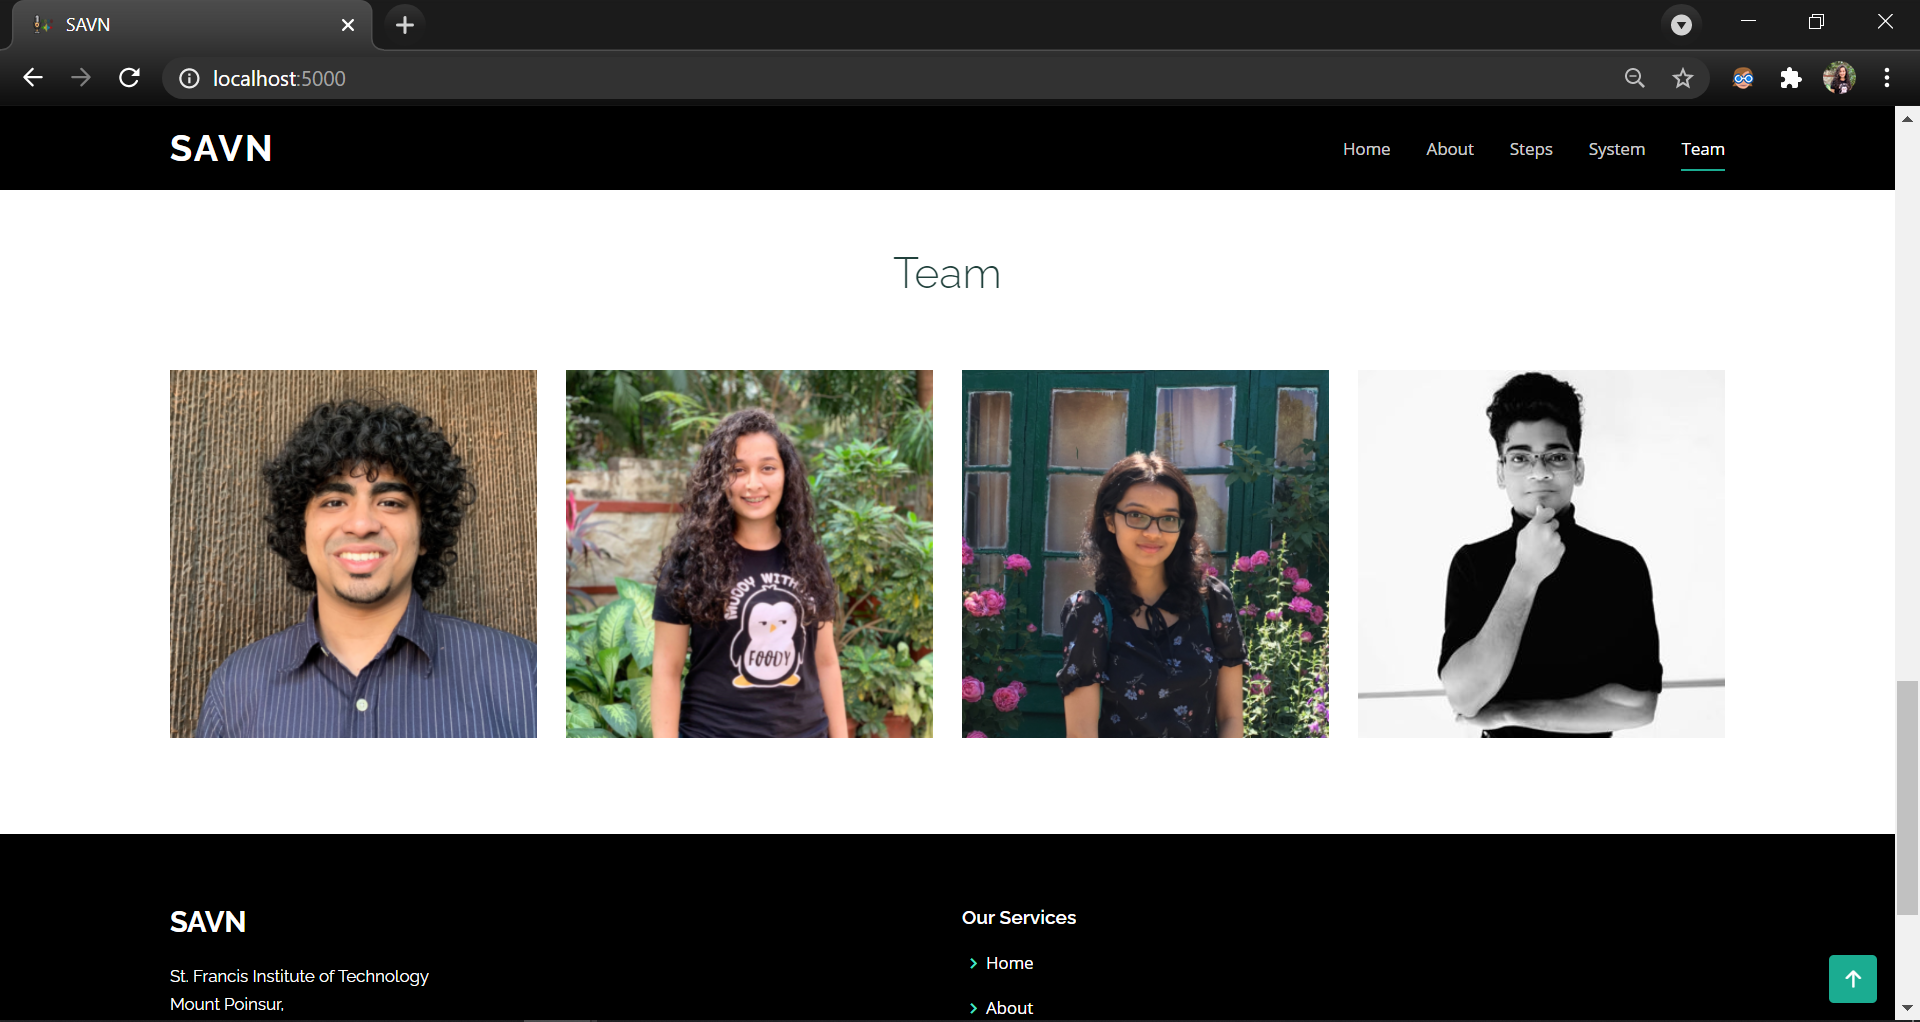 SAVN
localhost:5000
SAVN
Home About Steps System Team
Team
MOODY WITH
FOODY
SAVN
St. Francis Institute of Technology
Mount Poinsur,
Our Services
Home
About